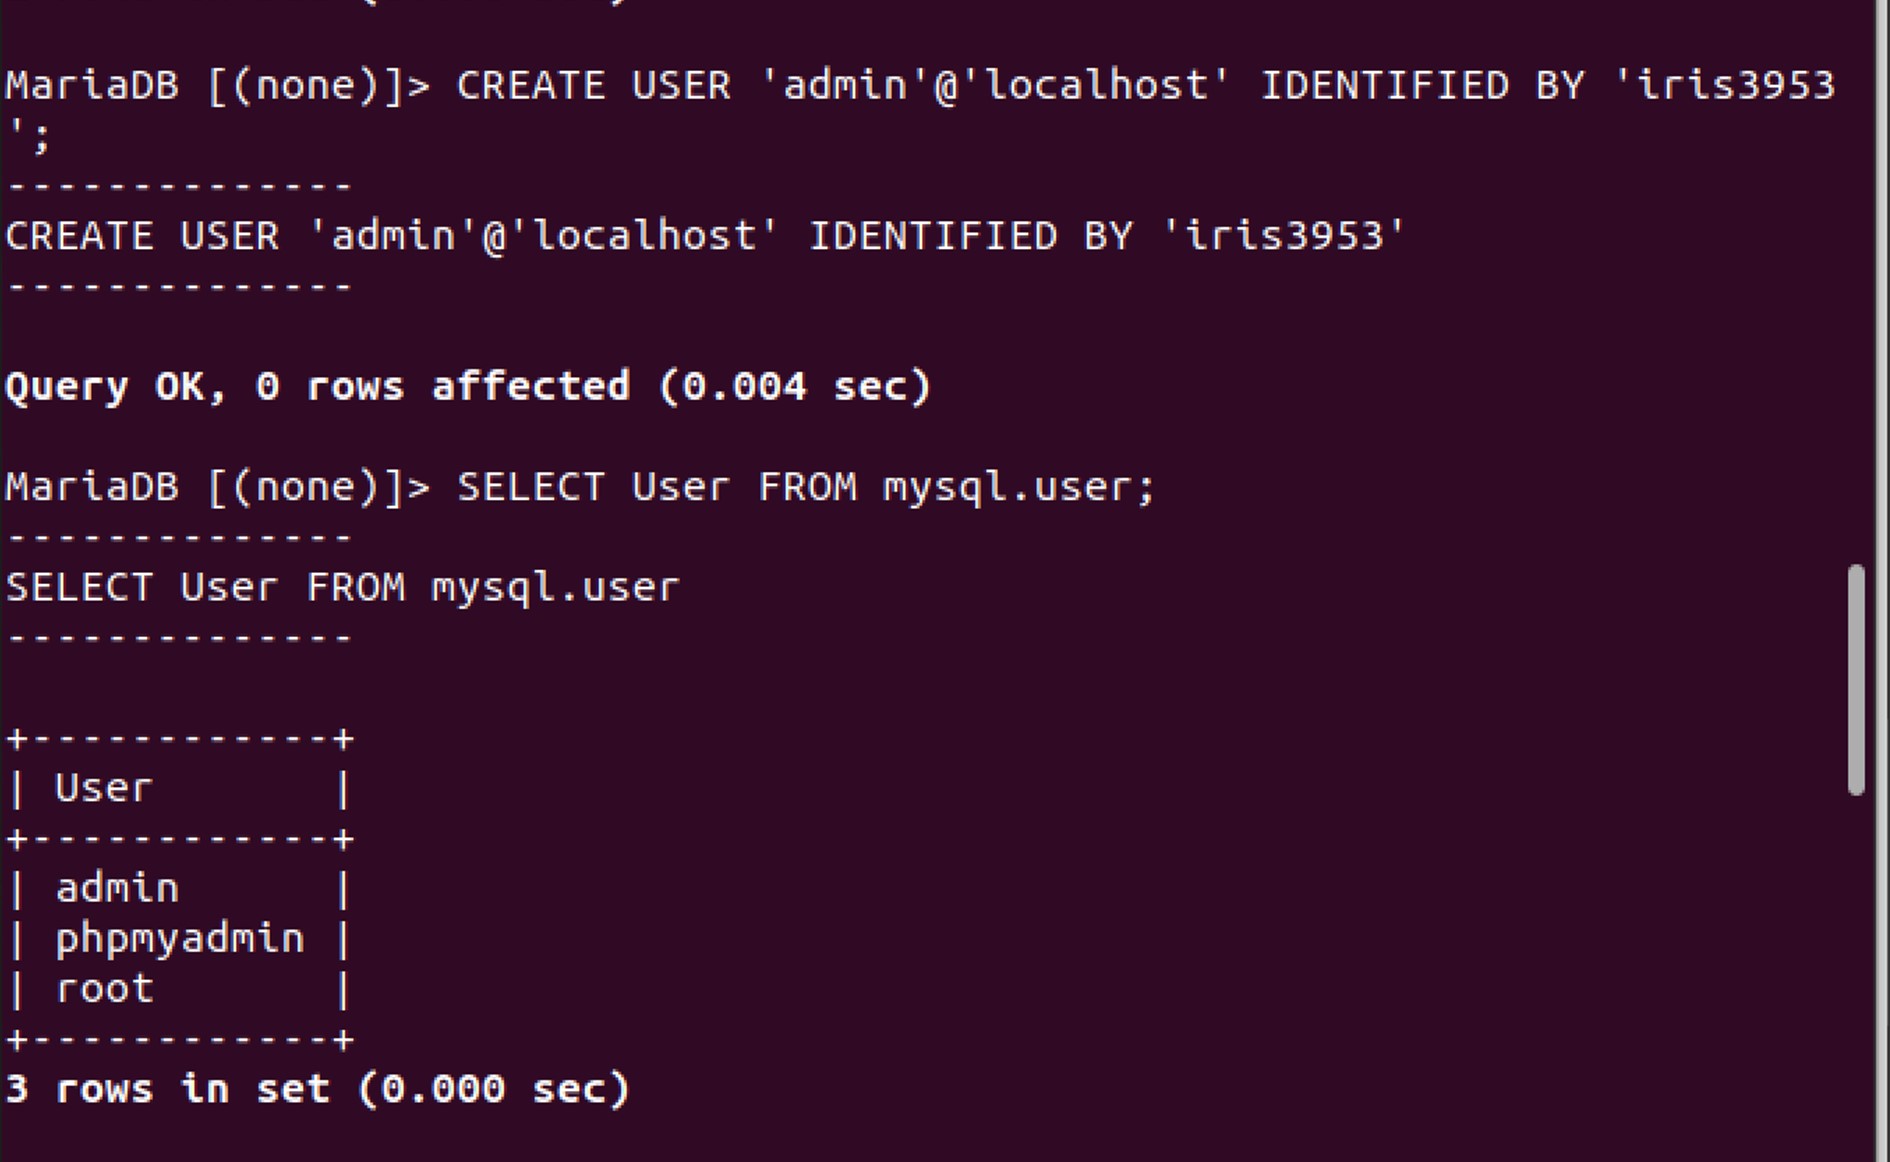 MariaDB [(none)]> CREATE USER 'admin'@'localhost' IDENTIFIED BY 'iris3953
';
--------------
CREATE USER 'admin'@'localhost' IDENTIFIED BY 'iris3953'
--------------
Query OK, 0 rows affected (0.004 sec)
MariaDB [(none)]> SELECT User FROM mysql.user;
--------------
SELECT User FROM mysql.user
--------------
+------------+
| User       |
+------------+
| admin      |
| phpmyadmin |
| root       |
+------------+
3 rows in set (0.000 sec)